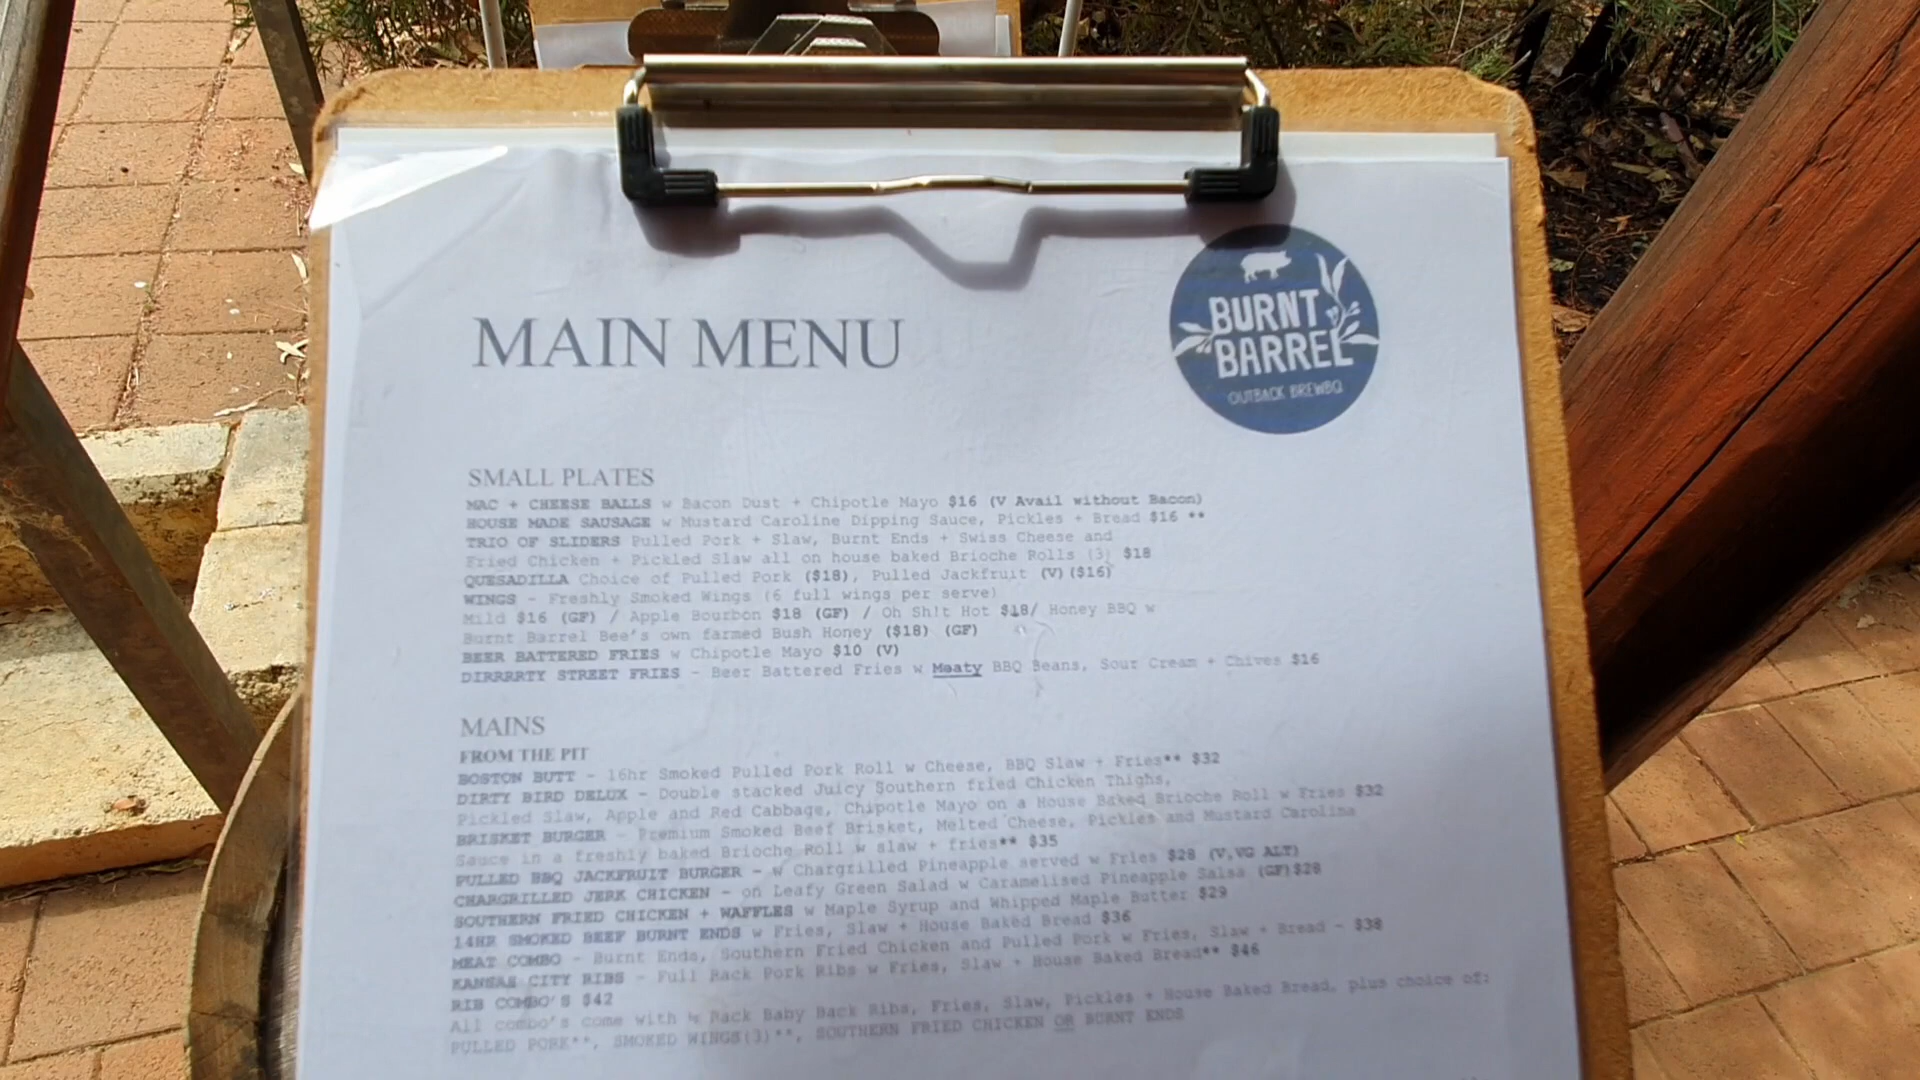 BURNT
BARREL
OUTBACK BREWBQ
MAIN MENU
SMALL PLATES
MAC + CHEESE BALLS w Bacon Dust + Chipotle Mayo $16 (V Avail without Bacon)
HOUSE MADE SAUSAGE w Mustard Caroline Dipping Sauce, Pickles + Bread $16 **
TRIO OF SLIDERS Pulled Pork + Slaw, Burnt Ends + Swiss Cheese and
Fried Chicken + Pickled Slaw all on house baked Brioche Rolls (3) $18
QUESADILLA Choice of Pulled Pork ($18), Pulled Jackfruit (V)($16)
WINGS - Freshly Smoked Wings (6 full wings per serve)
Mild $16 (GF) / Apple Bourbon $18 (GF) / Oh Sh!t Hot $18/ Honey BBQ w
Burnt Barrel Bee's own farmed Bush Honey ($18) (GF)
BEER BATTERED FRIES w Chipotle Mayo $10 (V)
DIRRRRTY STREET FRIES - Beer Battered Fries w Meaty BBQ Beans, Sour Cream + Chives $16
MAINS
FROM THE PIT
BOSTON BUTT - 16hr Smoked Pulled Pork Roll w Cheese, BBQ Slaw + Fries** $32
DIRTY BIRD DELUX - Double stacked Juicy Southern fried Chicken Thighs,
Pickled Slaw, Apple and Red Cabbage, Chipotle Mayo on a House Baked Brioche Roll w Fries $32
BRISKET BURGER - Premium Smoked Beef Brisket, Melted Cheese, Pickles and Mustard Carolina
Sauce in a freshly baked Brioche Roll w slaw + fries** $35
PULLED BBQ JACKFRUIT BURGER - w Chargrilled Pineapple served w Fries $28 (V,VG ALT)
CHARGRILLED JERK CHICKEN - on Leafy Green Salad w Caramelised Pineapple Salsa (GF)$28
SOUTHERN FRIED CHICKEN + WAFFLES w Maple Syrup and Whipped Maple Butter $29
14HR SMOKED BEEF BURNT ENDS w Fries, Slaw + House Baked Bread $36
MEAT COMBO - Burnt Ends, Southern Fried Chicken and Pulled Pork w Fries, Slaw + Bread - $38
KANSAS CITY RIBS - Full Rack Pork Ribs w Fries, Slaw + House Baked Bread** $46
RIB COMBO'S $42
All combo's come with ½ Rack Baby Back Ribs, Fries, Slaw, Pickles + House Baked Bread, plus choice of:
PULLED PORK**, SMOKED WINGS(3)**, SOUTHERN FRIED CHICKEN OR BURNT ENDS